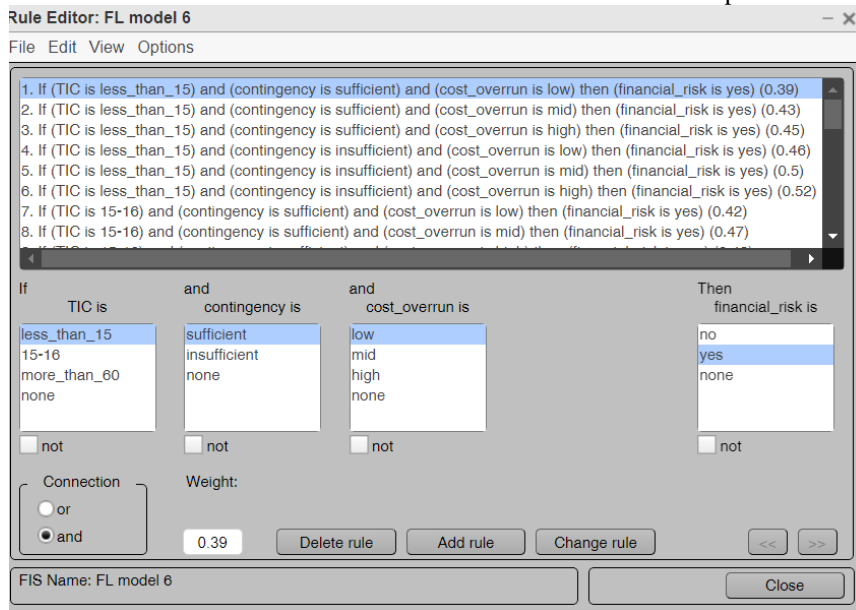 Rule Editor: FL model 6
File Edit View Options
1. If (TIC is less_than_15) and (contingency is sufficient) and (cost_overrun is low) then (financial_risk is yes) (0.39)
2. If (TIC is less_than_15) and (contingency is sufficient) and (cost_overrun is mid) then (financial_risk is yes) (0.43)
3. If (TIC is less_than_15) and (contingency is sufficient) and (cost_overrun is high) then (financial_risk is yes) (0.45)
4. If (TIC is less_than_15) and (contingency is insufficient) and (cost_overrun is low) then (financial_risk is yes) (0.46)
5. If (TIC is less_than_15) and (contingency is insufficient) and (cost_overrun is mid) then (financial_risk is yes) (0.5)
6. If (TIC is less_than_15) and (contingency is insufficient) and (cost_overrun is high) then (financial_risk is yes) (0.52)
7. If (TIC is 15-16) and (contingency is sufficient) and (cost_overrun is low) then (financial_risk is yes) (0.42)
8. If (TIC is 15-16) and (contingency is sufficient) and (cost_overrun is mid) then (financial_risk is yes) (0.47)
If and and Then
TIC is contingency is cost_overrun is financial_risk is
less_than_15 sufficient low no
15-16 insufficient mid yes
more_than_60 none high none
none none
not not not not
Connection Weight:
or
and 0.39 Delete rule Add rule Change rule << >>
FIS Name: FL model 6 Close